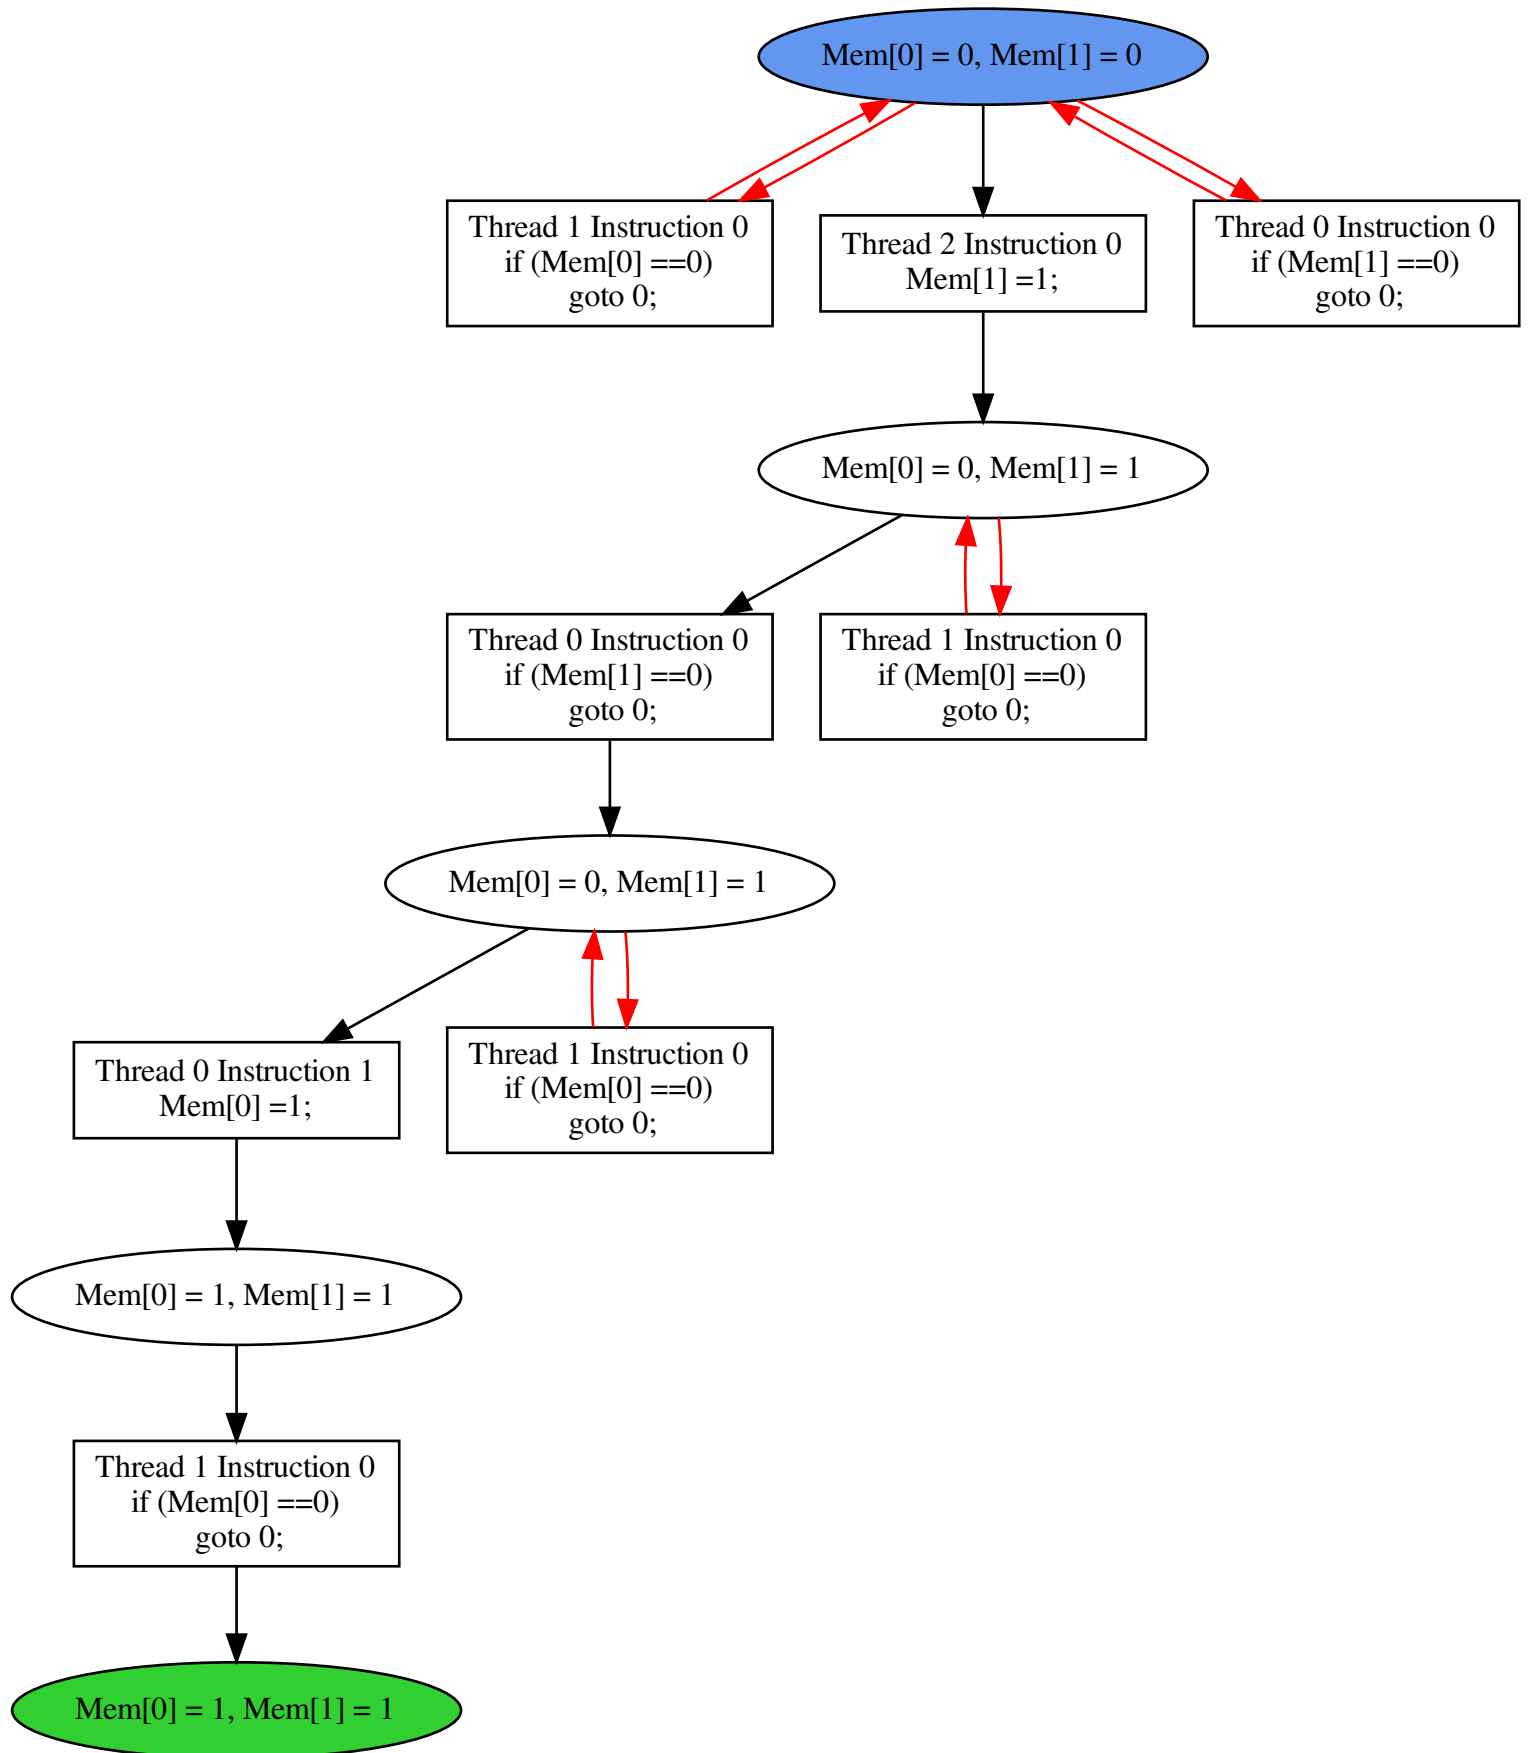 Mem[0] = 0, Mem[1] = 0
Thread 1 Instruction 0
if (Mem[0] ==0)
goto 0;
Thread 2 Instruction 0
Mem[1] =1;
Thread 0 Instruction 0
if (Mem[1] ==0)
goto 0;
Mem[0] = 0, Mem[1] = 1
Thread 0 Instruction 0
if (Mem[1] ==0)
goto 0;
Thread 1 Instruction 0
if (Mem[0] ==0)
goto 0;
Mem[0] = 0, Mem[1] = 1
Thread 0 Instruction 1
Mem[0] =1;
Thread 1 Instruction 0
if (Mem[0] ==0)
goto 0;
Mem[0] = 1, Mem[1] = 1
Thread 1 Instruction 0
if (Mem[0] ==0)
goto 0;
Mem[0] = 1, Mem[1] = 1